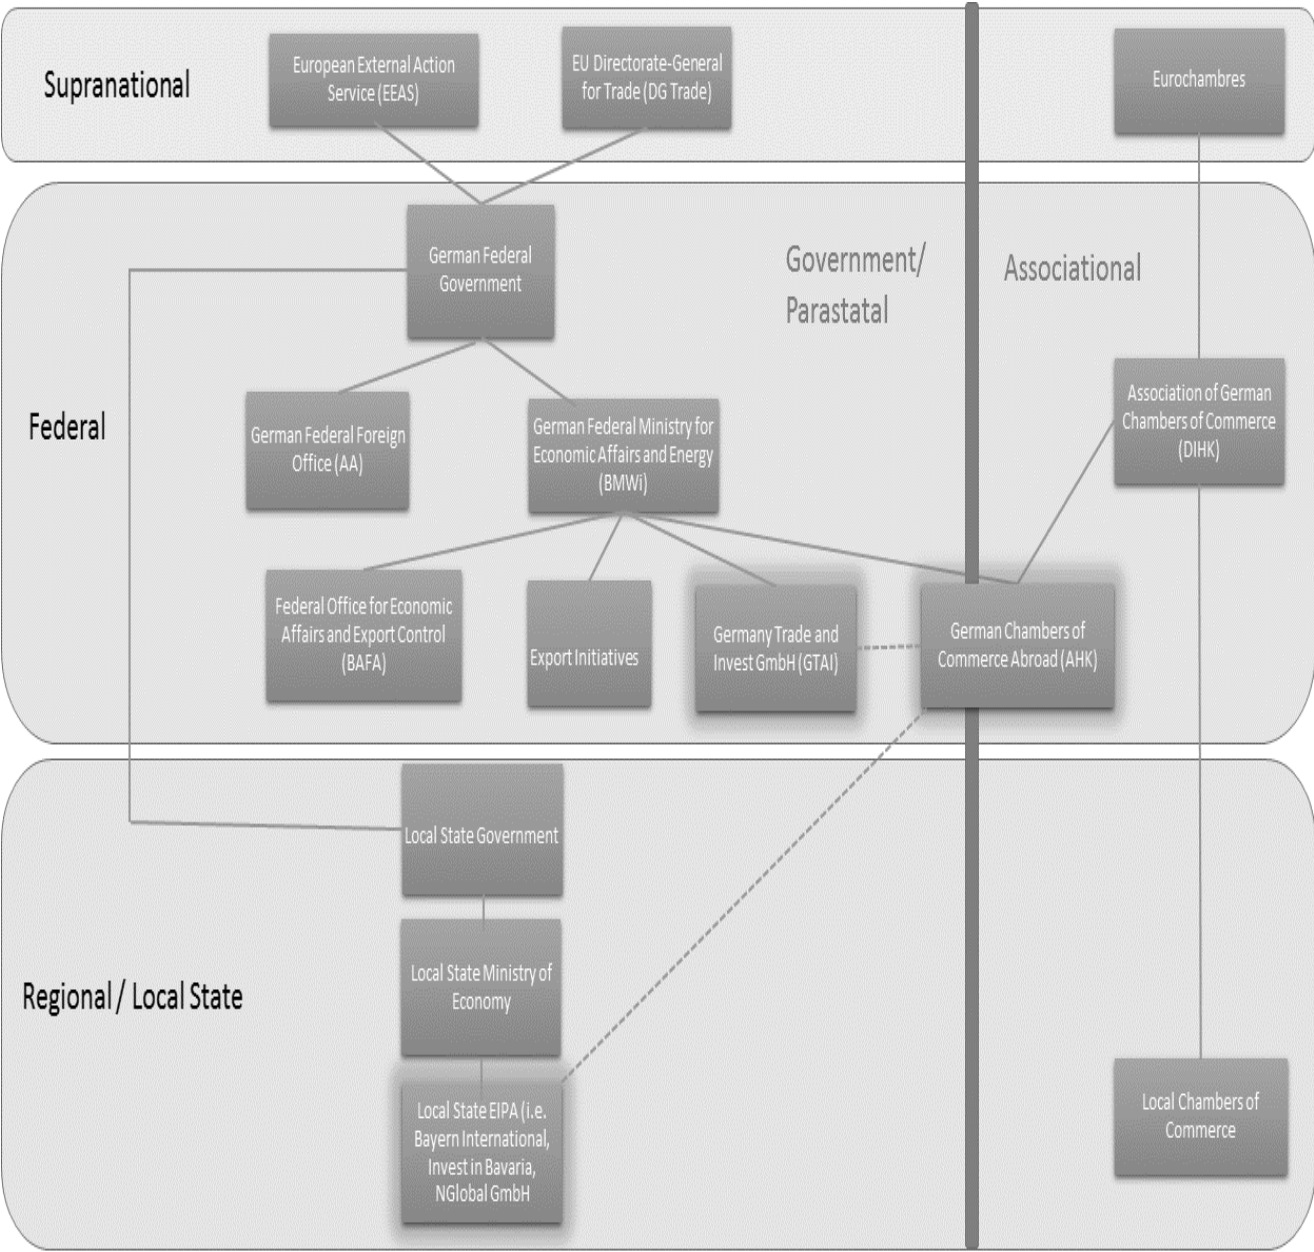 Supranational
European External Action
Service (EEAS)
EU Directorate-General
for Trade (DG Trade)
Eurochambres
German Federal
Government
Government/
Parastatal
Associational
Federal
German Federal Foreign
Office (AA)
German Federal Ministry for
Economic Affairs and Energy
(BMWi)
Association of German
Chambers of Commerce
(DIHK)
Federal Office for Economic
Affairs and Export Control
(BAFA)
Export Initiatives
Germany Trade and
Invest GmbH (GTAI)
German Chambers of
Commerce Abroad (AHK)
Regional / Local State
Local State Government
Local State Ministry of
Economy
Local State EIPA (i.e.
Bayern International,
Invest in Bavaria,
NGlobal GmbH
Local Chambers of
Commerce